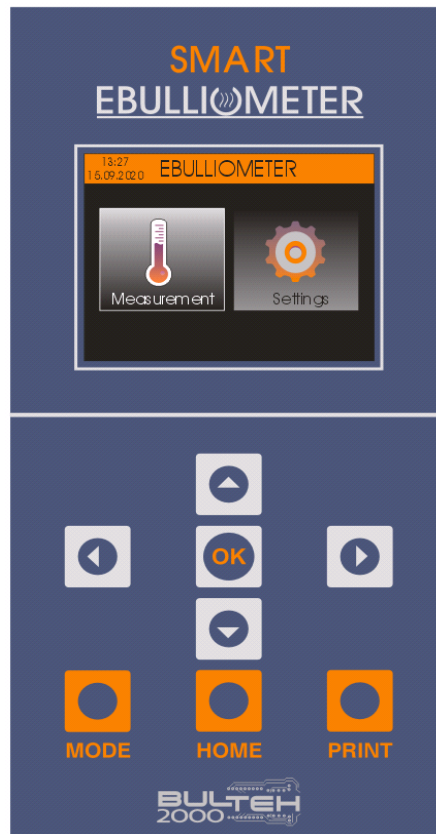 SMART
EBULLIOMETER
13:27
15.09.2020
EBULLIOMETER
Measurement
Settings
OK
MODE
HOME
PRINT
BULTEH
2000